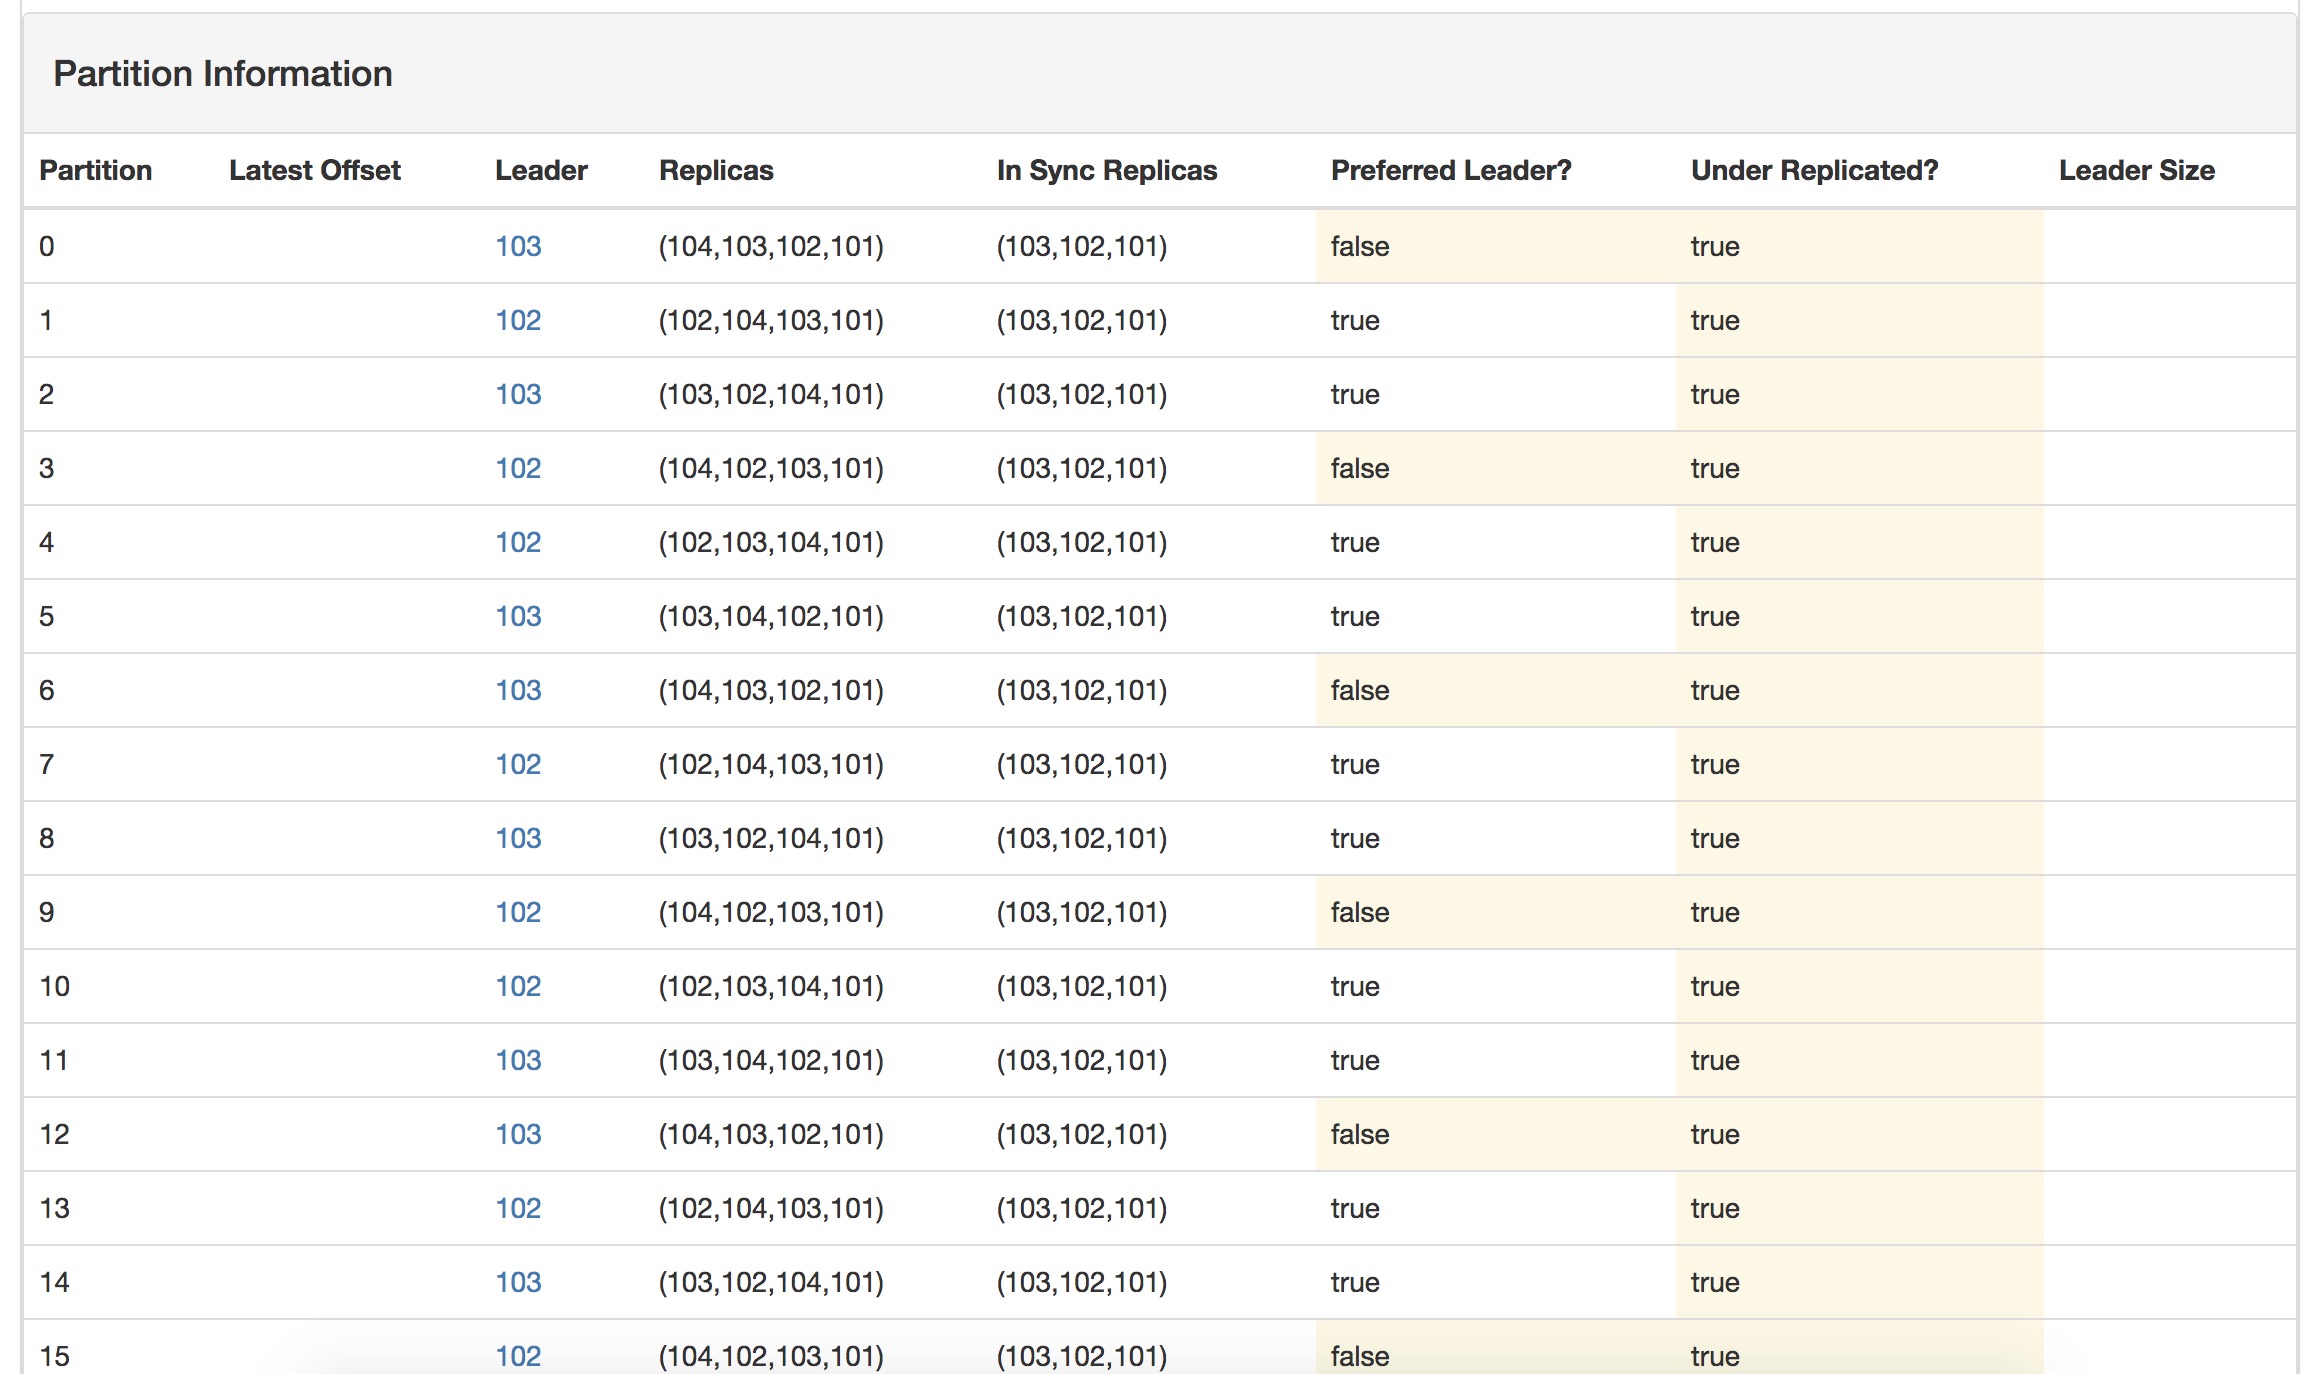 Partition Information
Partition Latest Offset Leader Replicas In Sync Replicas Preferred Leader? Under Replicated? Leader Size
0 103 (104,103,102,101) (103,102,101) false true
1 102 (102,104,103,101) (103,102,101) true true
2 103 (103,102,104,101) (103,102,101) true true
3 102 (104,102,103,101) (103,102,101) false true
4 102 (102,103,104,101) (103,102,101) true true
5 103 (103,104,102,101) (103,102,101) true true
6 103 (104,103,102,101) (103,102,101) false true
7 102 (102,104,103,101) (103,102,101) true true
8 103 (103,102,104,101) (103,102,101) true true
9 102 (104,102,103,101) (103,102,101) false true
10 102 (102,103,104,101) (103,102,101) true true
11 103 (103,104,102,101) (103,102,101) true true
12 103 (104,103,102,101) (103,102,101) false true
13 102 (102,104,103,101) (103,102,101) true true
14 103 (103,102,104,101) (103,102,101) true true
15 102 (104,102,103,101) (103,102,101) false true